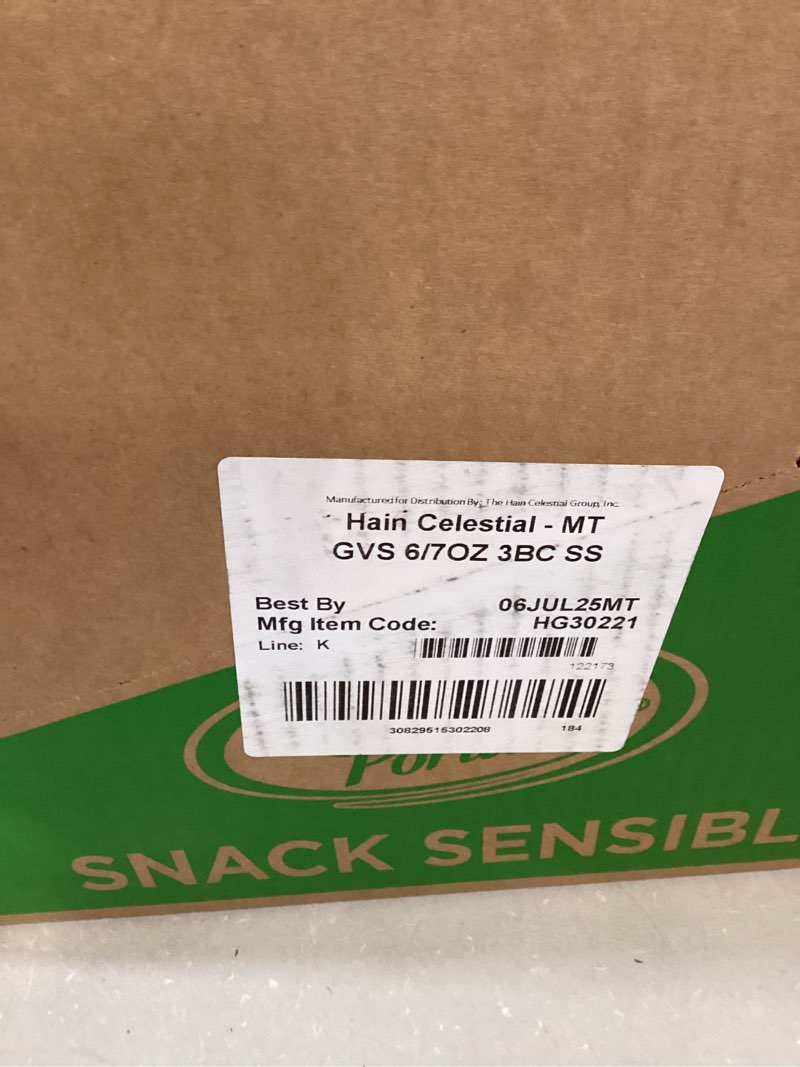 Manufactured for Distribution By: The Hain Celestial Group, Inc.
Hain Celestial - MT
GVS 6/7OZ 3BC SS
Best By 06JUL25MT
Mfg Item Code: HG30221
Line: K
122173
30829515302208 184
SNACK SENSIBL